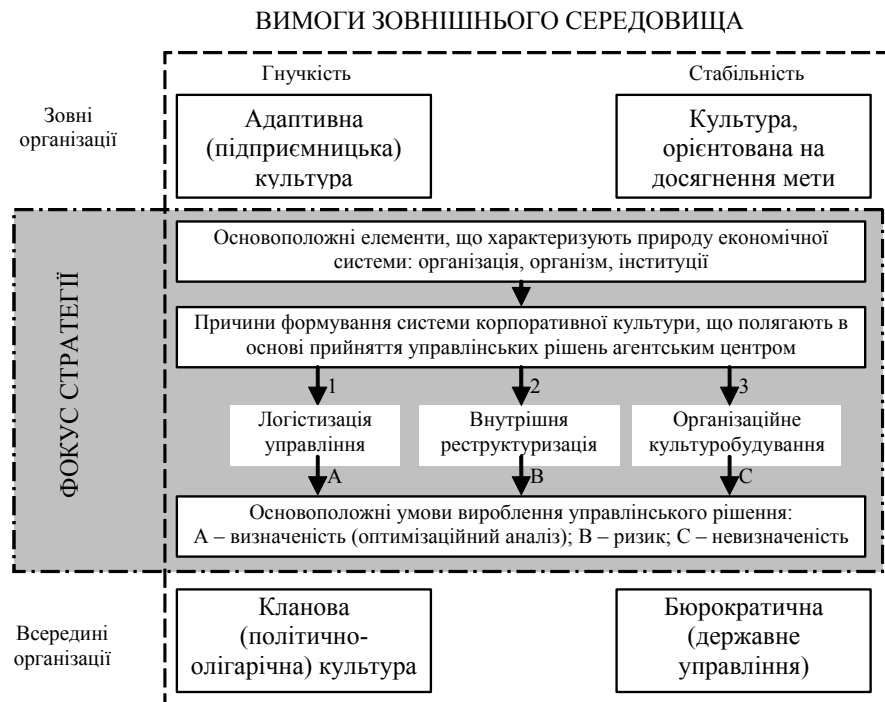 ВИМОГИ ЗОВНІШНЬОГО СЕРЕДОВИЩА
Гнучкість
Стабільність
Зовні
організації
Адаптивна
(підприємницька)
культура
Культура,
орієнтована на
досягнення мети
ФОКУС СТРАТЕГІЇ
Основоположні елементи, що характеризують природу економічної
системи: організація, організм, інституції
Причини формування системи корпоративної культури, що полягають в
основі прийняття управлінських рішень агентським центром
1
2
3
Логістизація
управління
Внутрішня
реструктуризація
Організаційне
культуробудування
А
В
С
Основоположні умови вироблення управлінського рішення:
А – визначеність (оптимізаційний аналіз); В – ризик; С – невизначеність
Всередині
організації
Кланова
(політично-
олігарічна) культура
Бюрократична
(державне
управління)